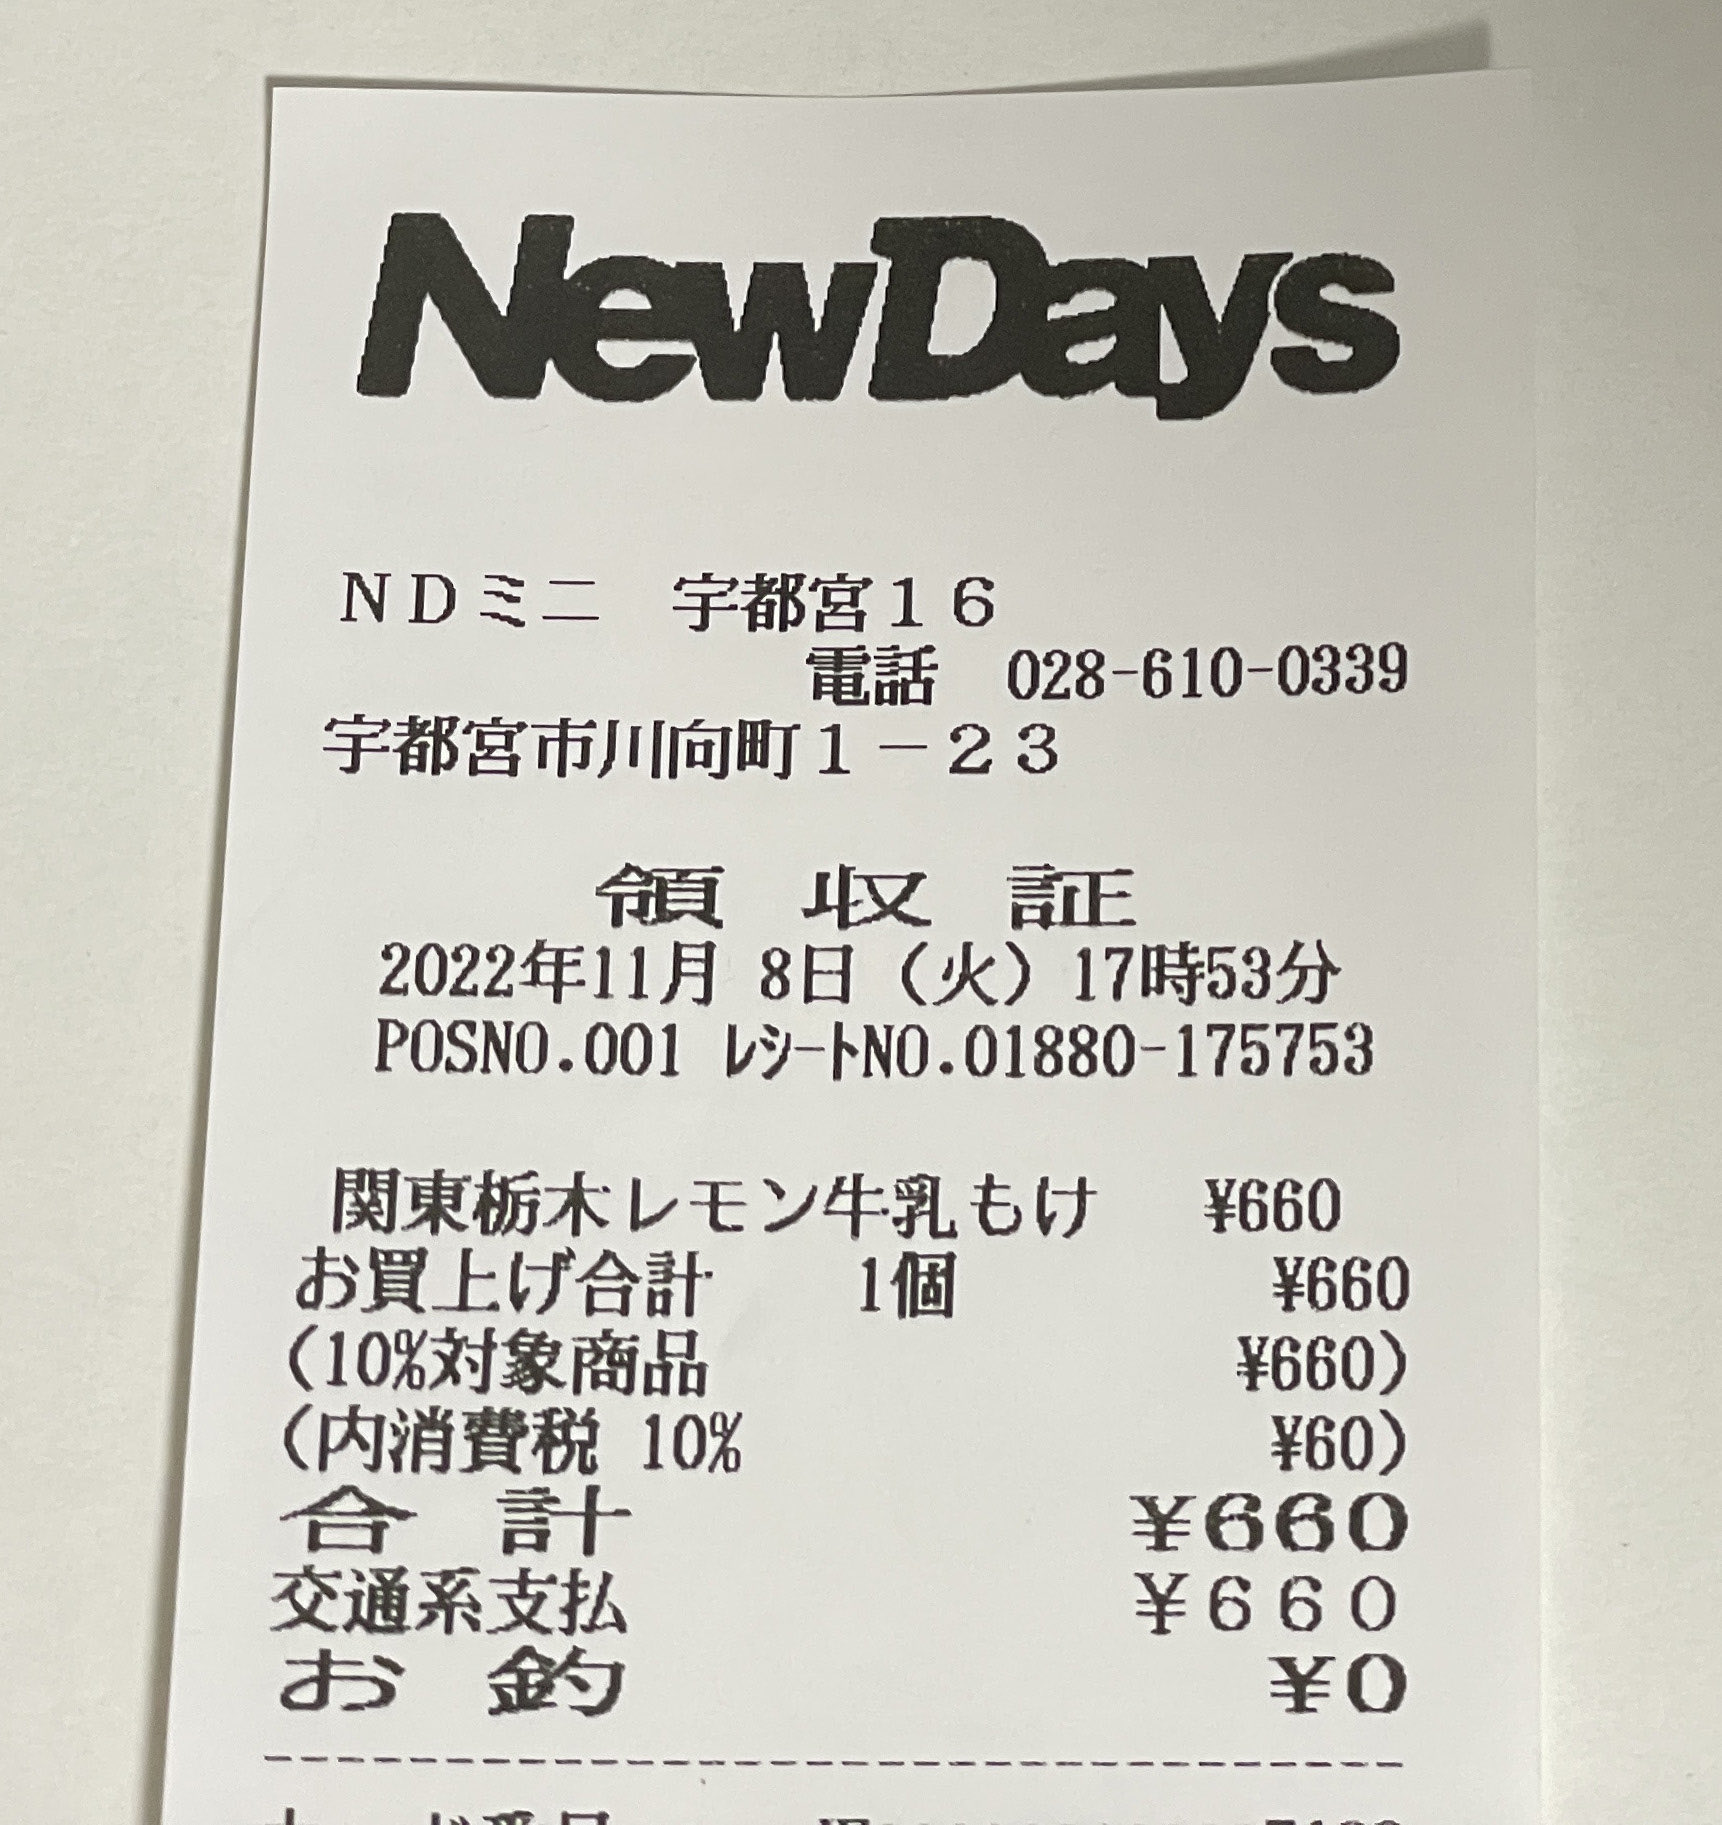 NewDays
NDミニ　宇都宮16
電話　028-610-0339
宇都宮市川向町1－23
領　収　証
2022年11月 8日（火）17時53分
POSNO.001 ﾚｼｰﾄNO.01880-175753
関東栃木レモン牛乳もけ　¥660
お買上げ合計　　1個　¥660
(10%対象商品　¥660)
(内消費税 10%　¥60)
合　計　¥660
交通系支払　¥660
お　釣　¥0